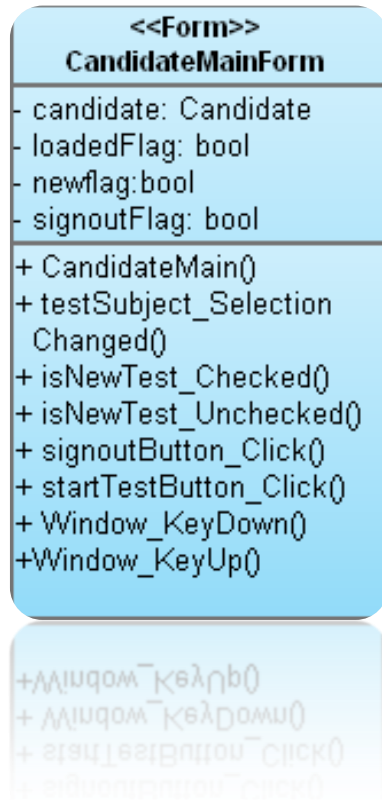 <<Form>>
CandidateMainForm
- candidate: Candidate
- loadedFlag: bool
- newflag:bool
- signoutFlag: bool
+ CandidateMain()
+ testSubject_Selection
Changed()
+ isNewTest_Checked()
+ isNewTest_Unchecked()
+ signoutButton_Click()
+ startTestButton_Click()
+ Window_KeyDown()
+Window_KeyUp()